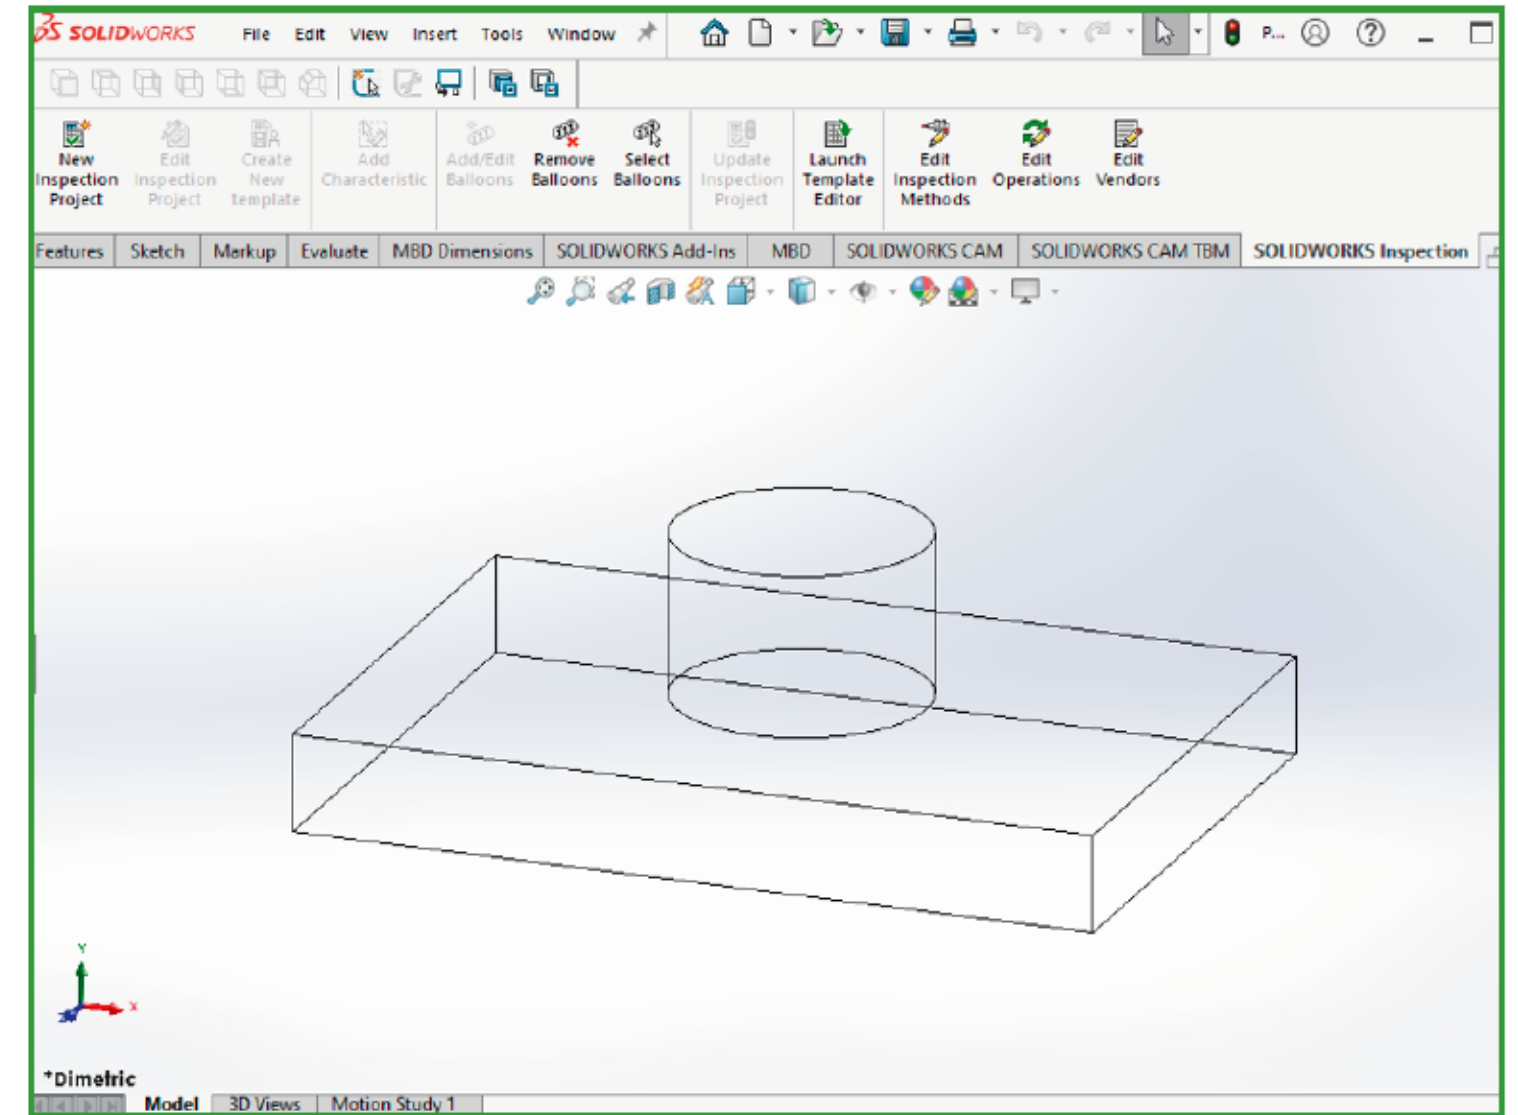 SOLIDWORKS File Edit View Insert Tools Window P...
New Inspection Project
Edit Inspection Project
Create New template
Add Characteristic
Add/Edit Balloons
Remove Balloons
Select Balloons
Update Inspection Project
Launch Template Editor
Edit Inspection Methods
Edit Operations
Edit Vendors
Features Sketch Markup Evaluate MBD Dimensions SOLIDWORKS Add-Ins MBD SOLIDWORKS CAM SOLIDWORKS CAM TBM SOLIDWORKS Inspection
Y
X
Z
*Dimetric
Model 3D Views Motion Study 1